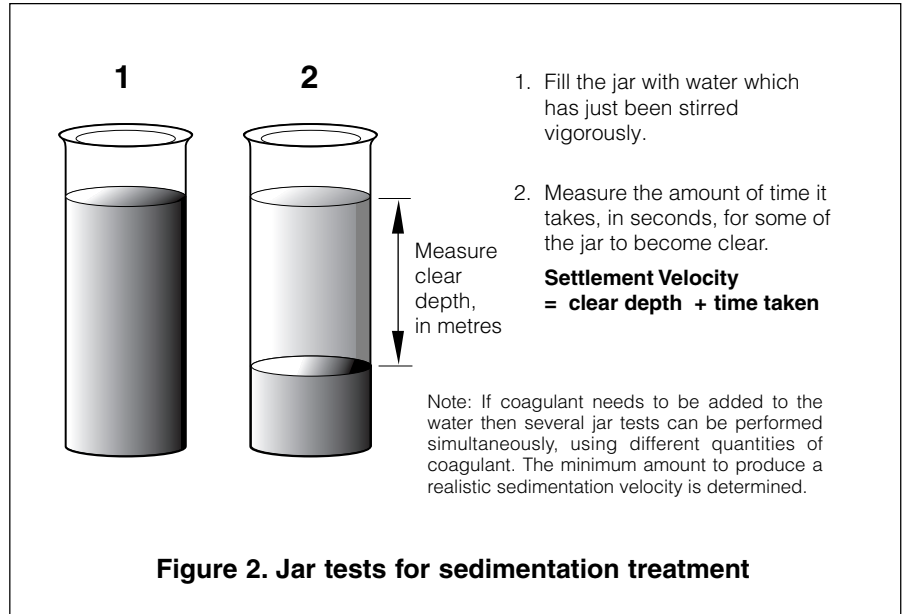 1
2
1. Fill the jar with water which
has just been stirred
vigorously.
2. Measure the amount of time it
takes, in seconds, for some of
the jar to become clear.
Settlement Velocity
= clear depth + time taken
Measure
clear
depth,
in metres
Note: If coagulant needs to be added to the
water then several jar tests can be performed
simultaneously, using different quantities of
coagulant. The minimum amount to produce a
realistic sedimentation velocity is determined.
Figure 2. Jar tests for sedimentation treatment